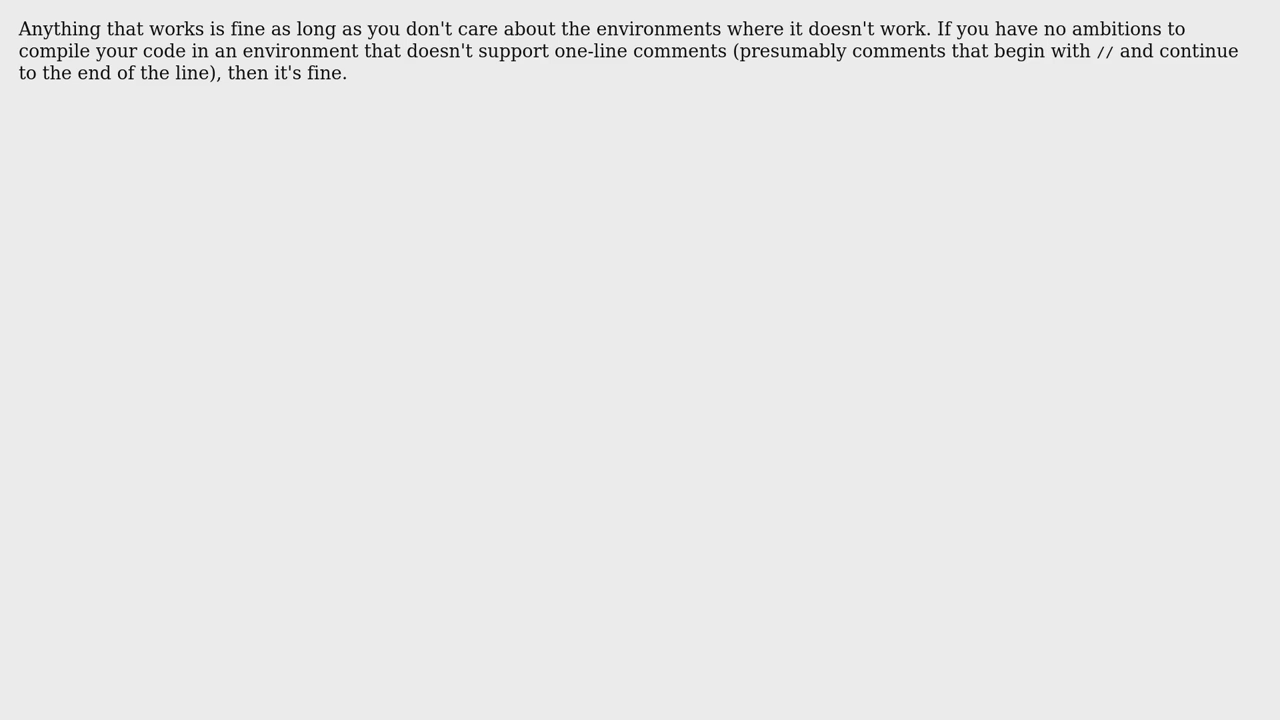 Anything that works is fine as long as you don't care about the environments where it doesn't work. If you have no ambitions to
compile your code in an environment that doesn't support one-line comments (presumably comments that begin with // and continue
to the end of the line), then it's fine.